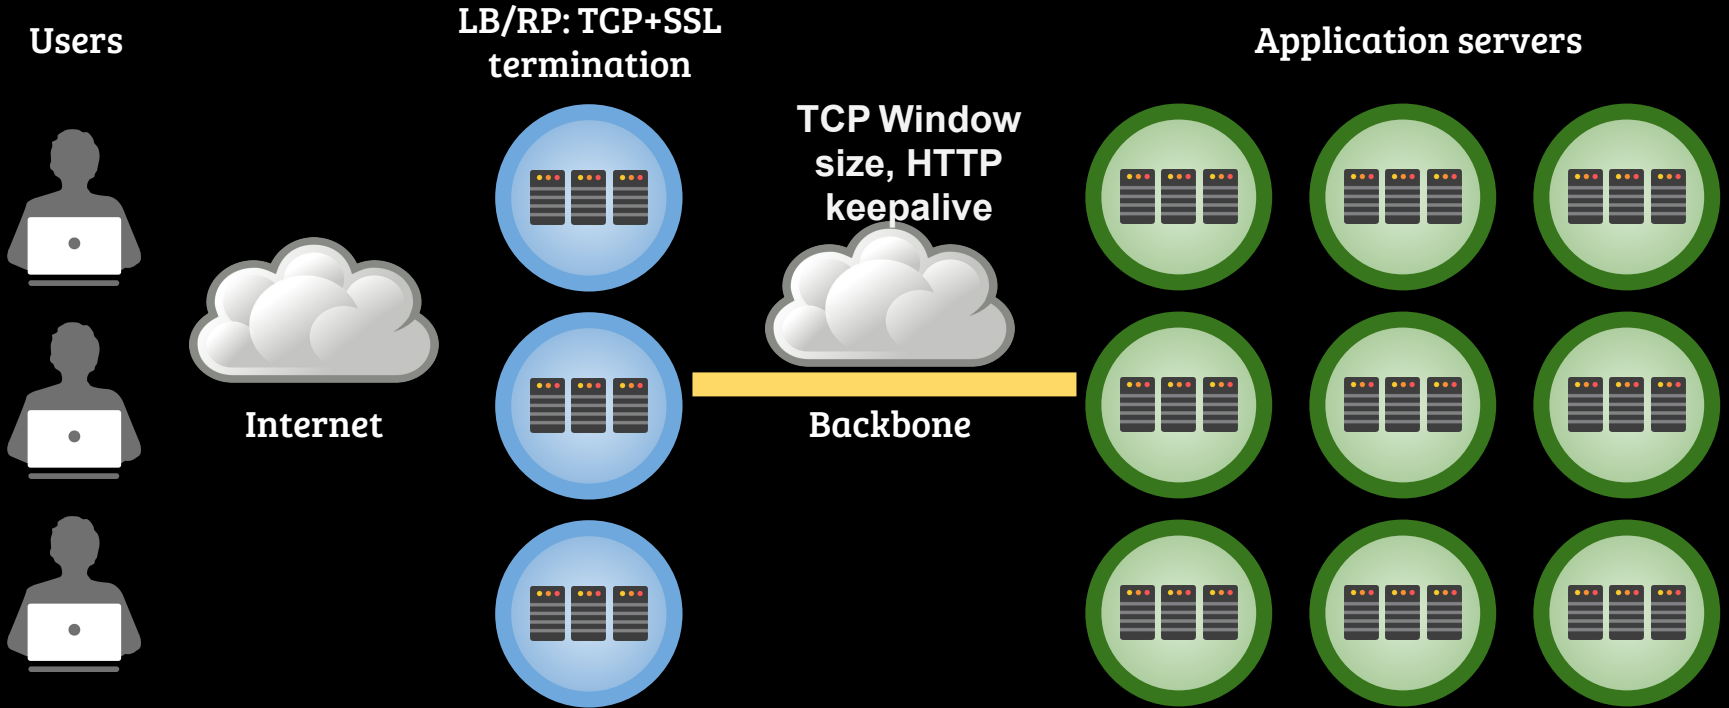 Users
LB/RP: TCP+SSL
termination
Application servers
TCP Window
size, HTTP
keepalive
Internet
Backbone